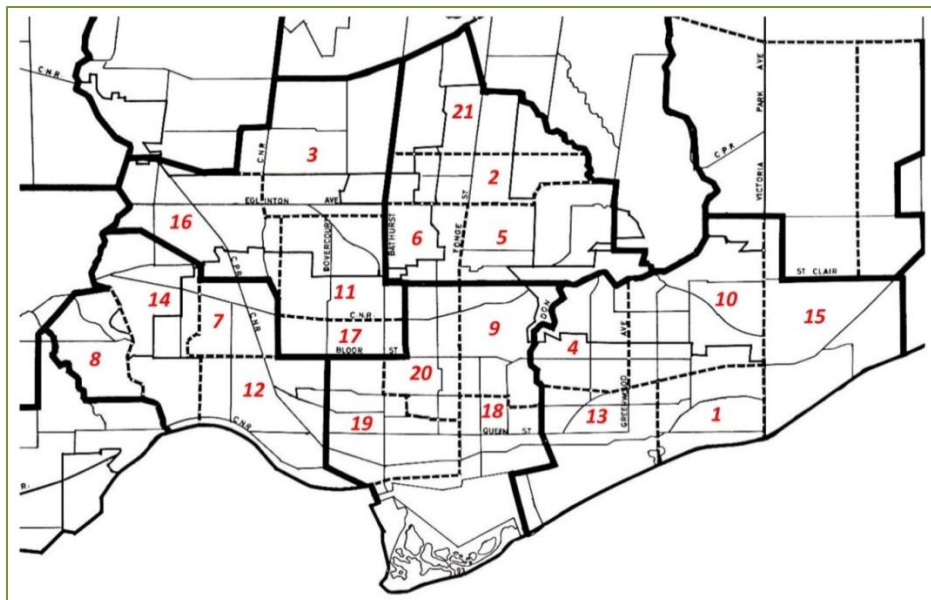 21
C.N.R.
C.N.R.
3
AVE
PARK
VICTORIA
C.P.R.
2
ST
YONGE
EGLINTON AVE
16
DOVERCOURT
BATHURST
6
5
C.P.R.
ST CLAIR
14
11
DON
10
7
C.N.R.
17
9
AVE
GREENWOOD
15
BLOOR ST
4
8
20
12
19
18
13
1
C.N.R.
QUEEN ST
R.